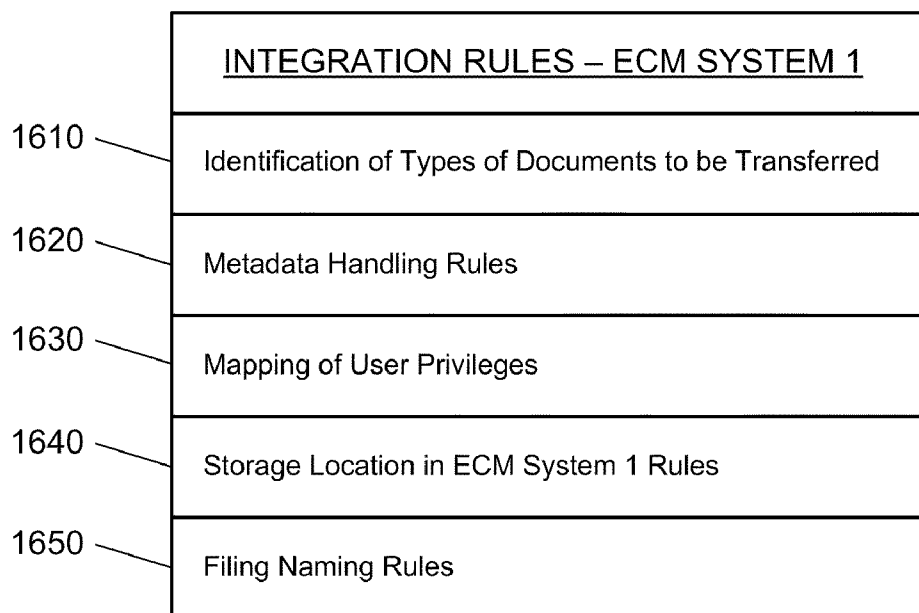 INTEGRATION RULES – ECM SYSTEM 1
1610
Identification of Types of Documents to be Transferred
1620
Metadata Handling Rules
1630
Mapping of User Privileges
1640
Storage Location in ECM System 1 Rules
1650
Filing Naming Rules